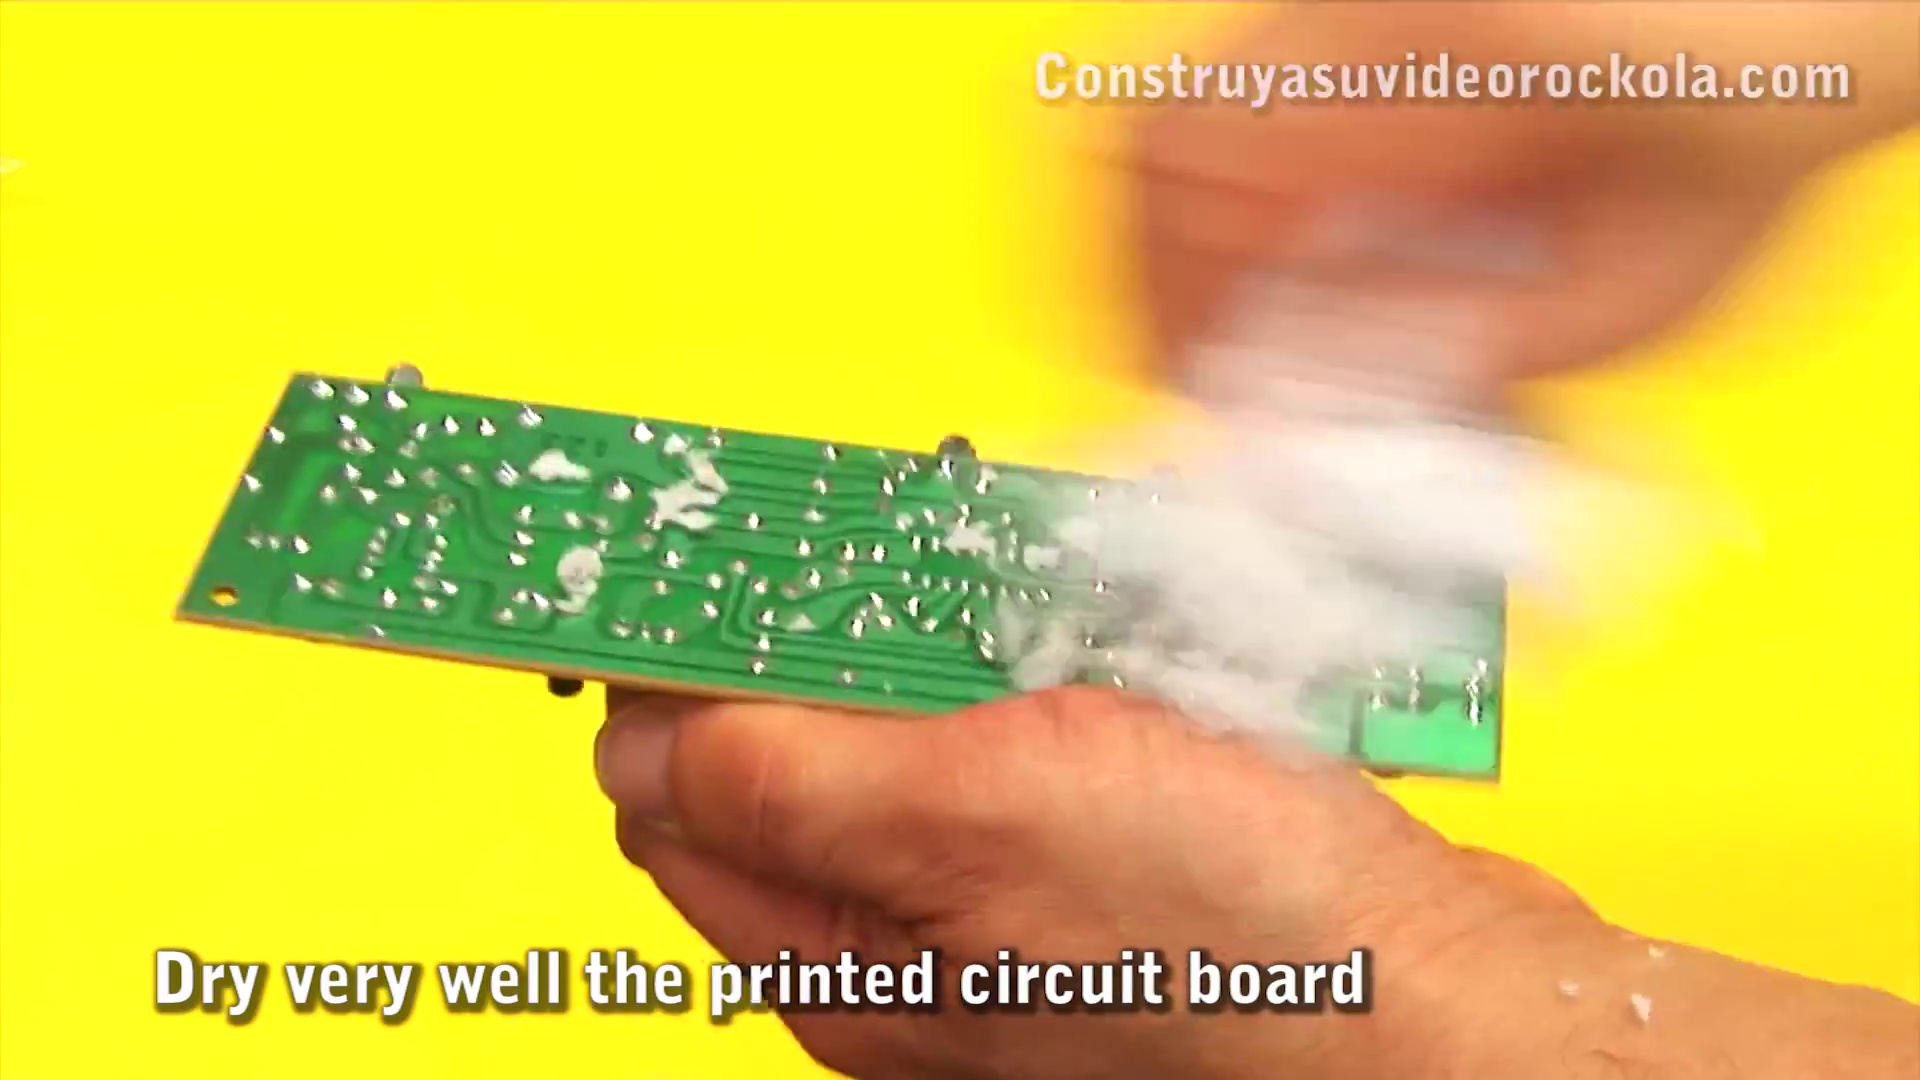 Construyasuvideorockola.com
Dry very well the printed circuit board